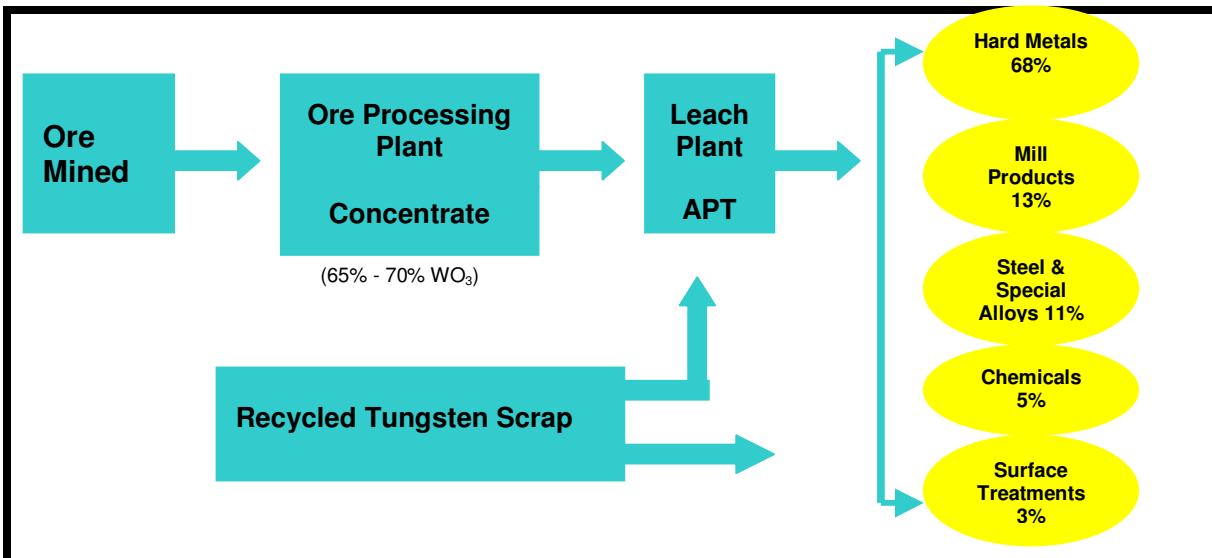 Ore
Mined
Ore Processing
Plant
Concentrate
(65% - 70% WO₃)
Leach
Plant
APT
Recycled Tungsten Scrap
Hard Metals
68%
Mill
Products
13%
Steel &
Special
Alloys 11%
Chemicals
5%
Surface
Treatments
3%